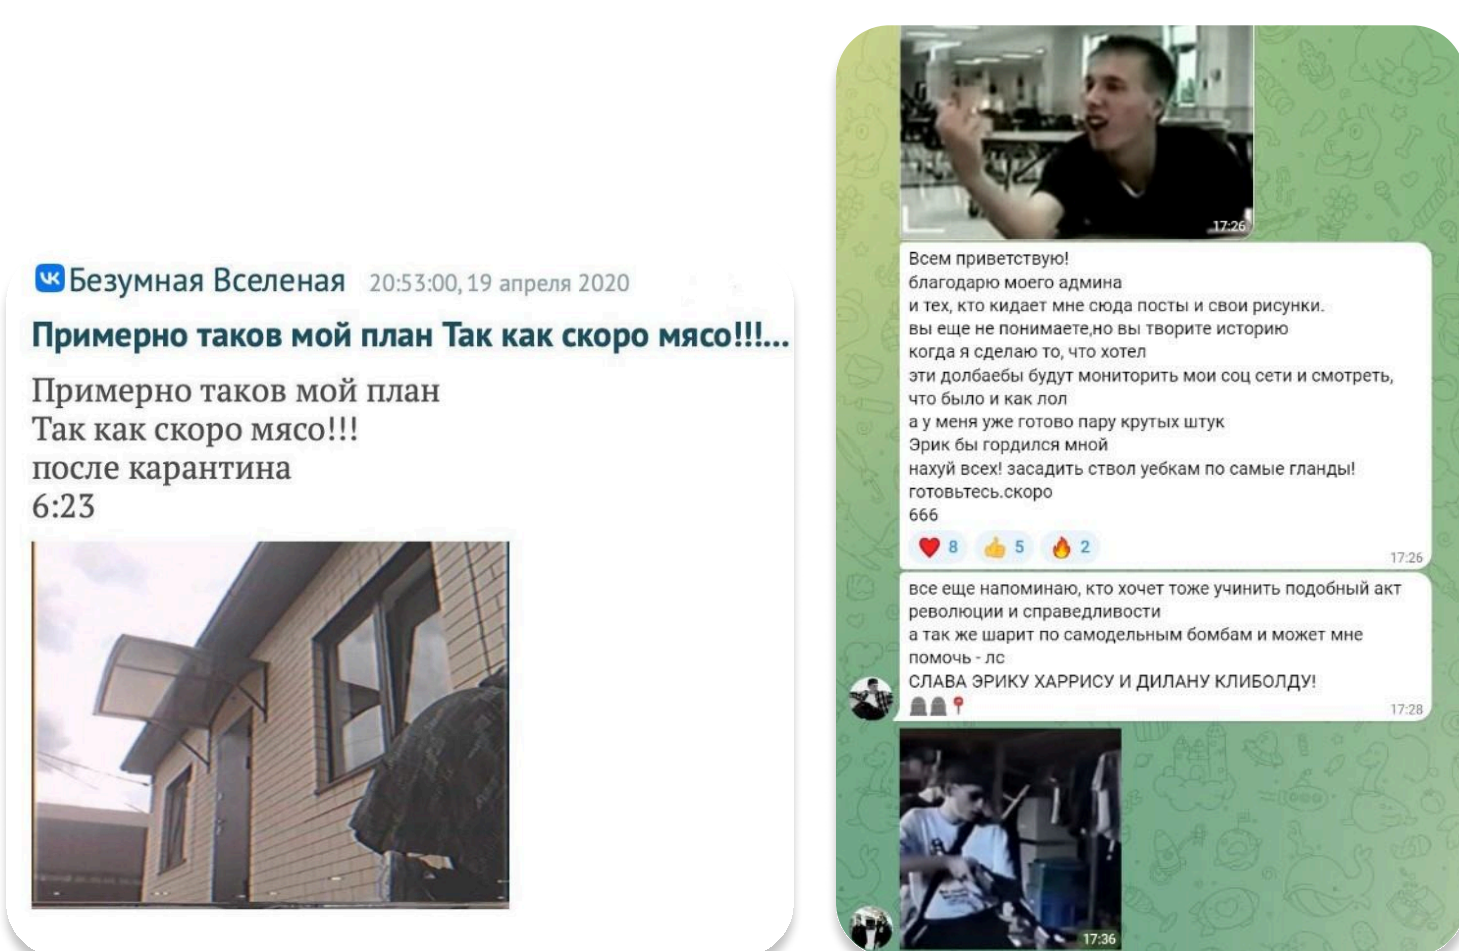 Безумная Вселеная 20:53:00, 19 апреля 2020
Примерно таков мой план Так как скоро мясо!!!...
Примерно таков мой план
Так как скоро мясо!!!
после карантина
6:23
17:26
Всем приветствую!
благодарю моего админа
и тех, кто кидает мне сюда посты и свои рисунки.
вы еще не понимаете,но вы творите историю
когда я сделаю то, что хотел
эти долбаебы будут мониторить мои соц сети и смотреть,
что было и как лол
а у меня уже готово пару крутых штук
Эрик бы гордился мной
нахуй всех! засадить ствол уебкам по самые гланды!
готовьтесь.скоро
666
8 5 2
17:26
все еще напоминаю, кто хочет тоже учинить подобный акт
революции и справедливости
а так же шарит по самодельным бомбам и может мне
помочь - лс
СЛАВА ЭРИКУ ХАРРИСУ И ДИЛАНУ КЛИБОЛДУ!
17:28
17:36